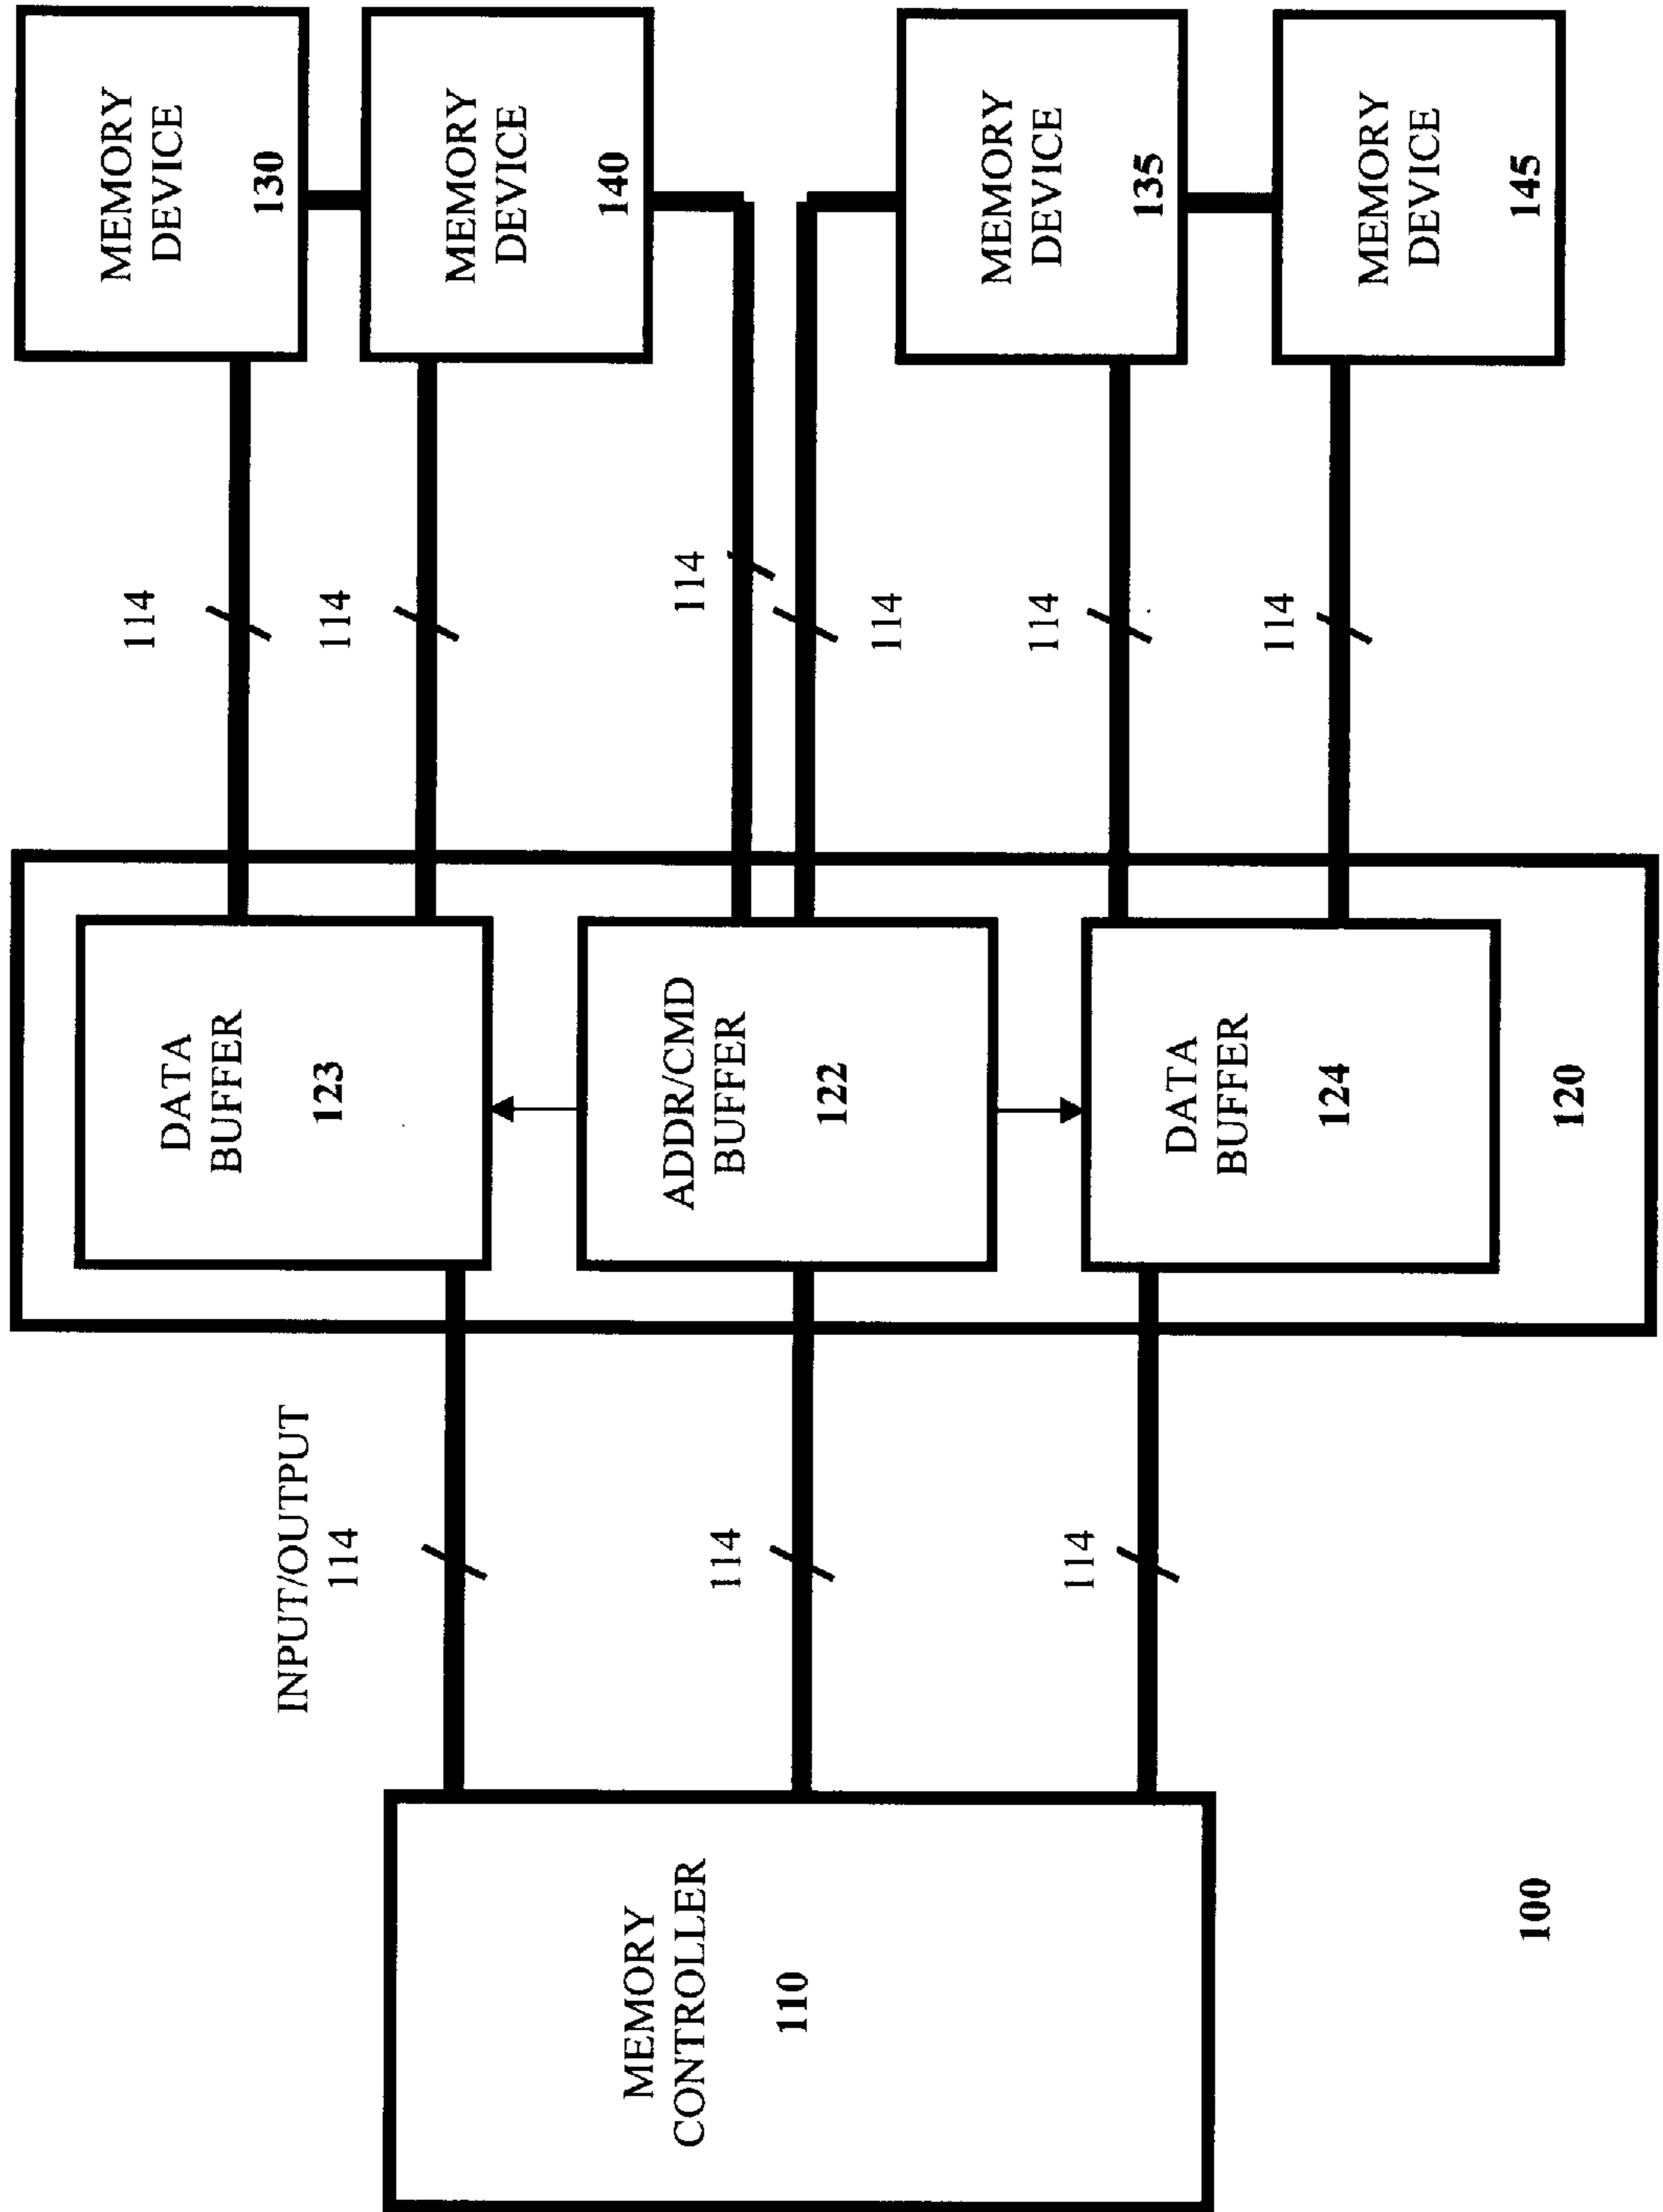 MEMORY
CONTROLLER
110
100
INPUT/OUTPUT
114
114
114
DATA
BUFFER
123
ADDR/CMD
BUFFER
122
DATA
BUFFER
124
120
114
114
114
114
114
114
MEMORY
DEVICE
130
MEMORY
DEVICE
140
MEMORY
DEVICE
135
MEMORY
DEVICE
145